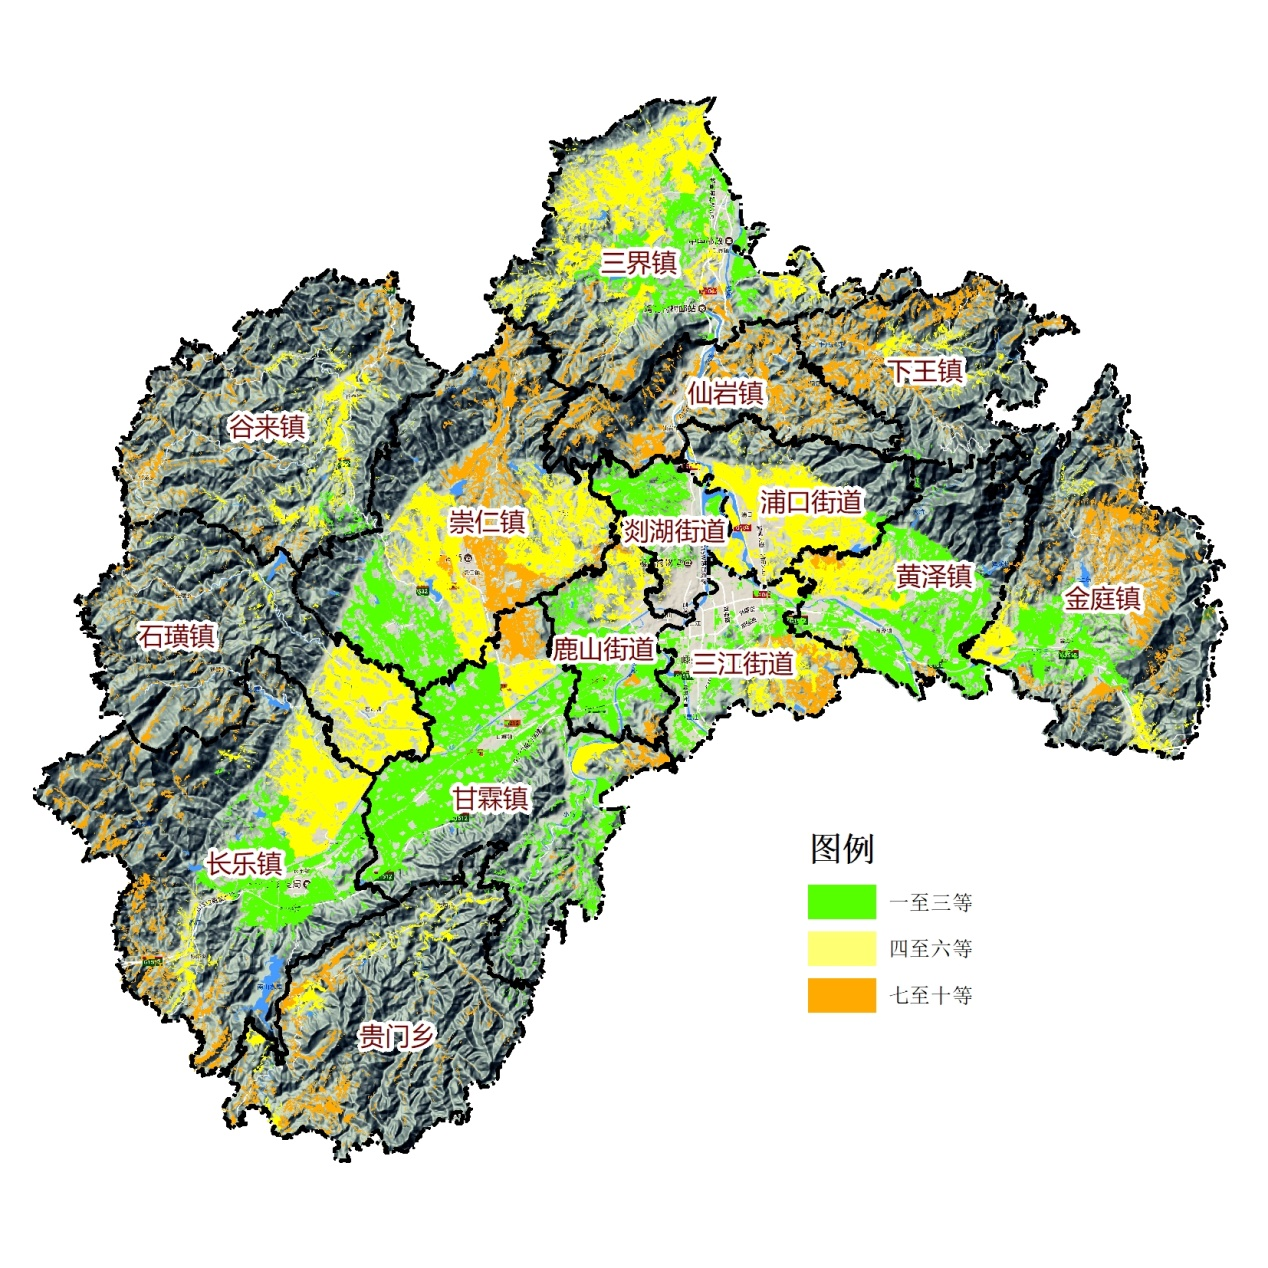 三界镇
下王镇
仙岩镇
谷来镇
崇仁镇
剡湖街道
浦口街道
黄泽镇
金庭镇
石璜镇
鹿山街道
三江街道
甘霖镇
长乐镇
贵门乡
图例
一至三等
四至六等
七至十等